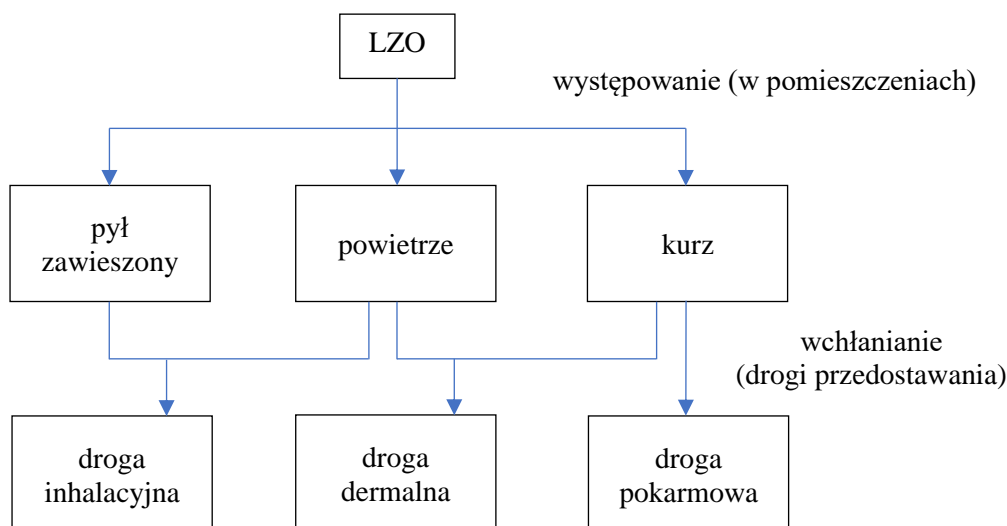 LZO
występowanie (w pomieszczeniach)
pył
zawieszony
powietrze
kurz
wchłanianie
(drogi przedostawania)
droga
inhalacyjna
droga
dermalna
droga
pokarmowa